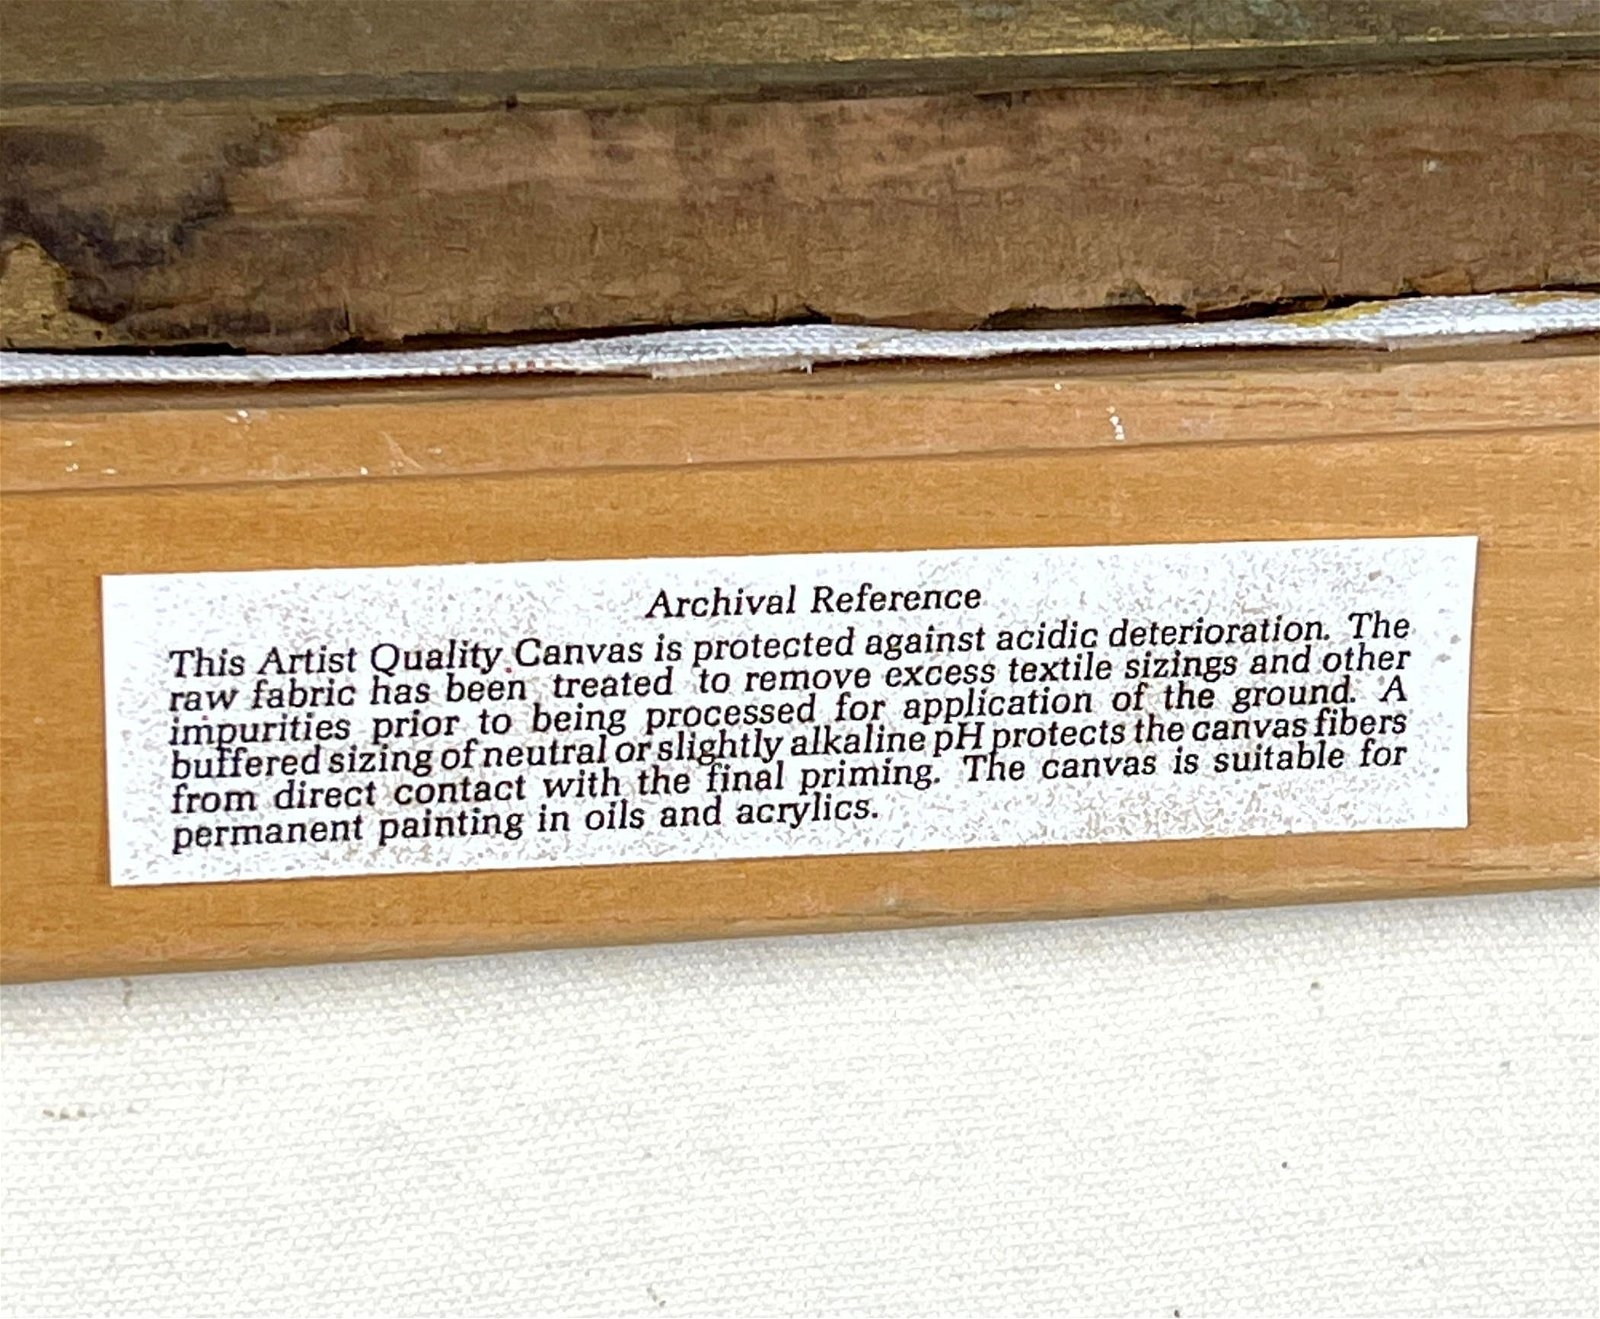 Archival Reference
This Artist Quality Canvas is protected against acidic deterioration. The
raw fabric has been treated to remove excess textile sizings and other
impurities prior to being processed for application of the ground. A
buffered sizing of neutral or slightly alkaline pH protects the canvas fibers
from direct contact with the final priming. The canvas is suitable for
permanent painting in oils and acrylics.